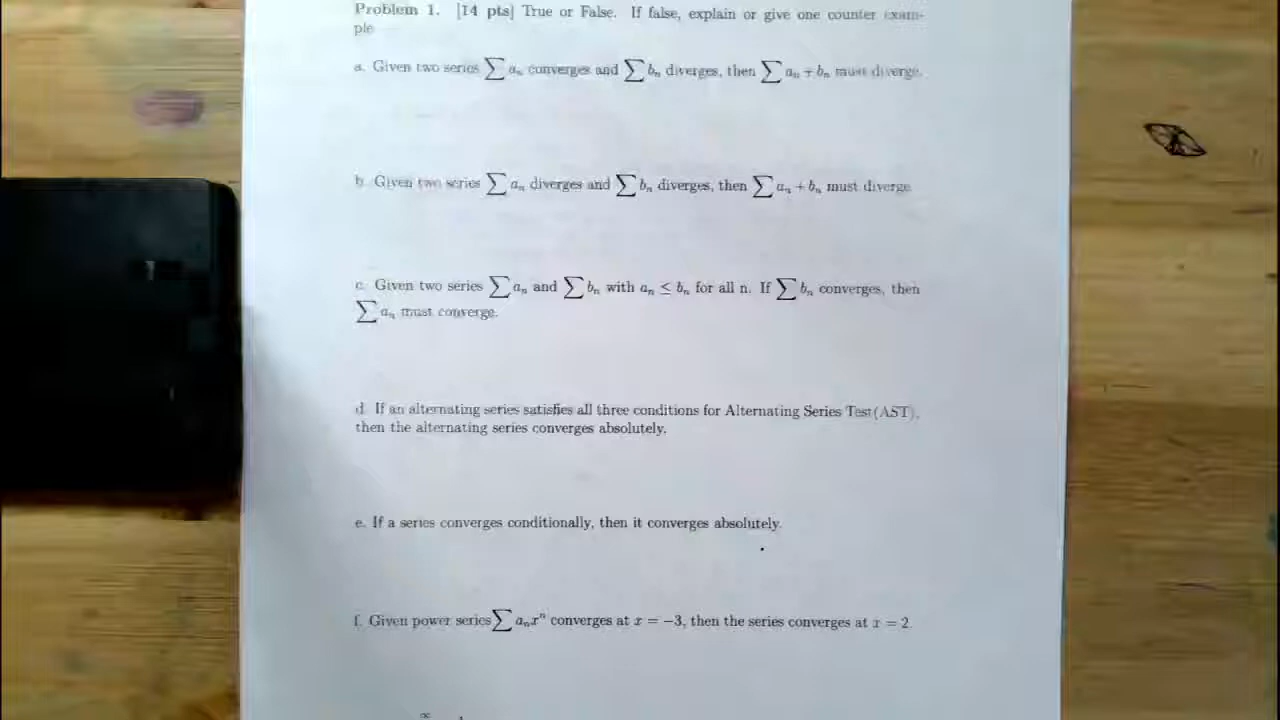 Problem 1. [14 pts] True or False. If false, explain or give one counter exam-
ple
a. Given two series ∑ aₙ converges and ∑ bₙ diverges, then ∑ aₙ + bₙ must diverge.
b. Given two series ∑ aₙ diverges and ∑ bₙ diverges, then ∑ aₙ + bₙ must diverge
c. Given two series ∑ aₙ and ∑ bₙ with aₙ ≤ bₙ for all n. If ∑ bₙ converges, then
∑ aₙ must converge.
d. If an alternating series satisfies all three conditions for Alternating Series Test(AST),
then the alternating series converges absolutely.
e. If a series converges conditionally, then it converges absolutely.
f. Given power series ∑ aₙxⁿ converges at x = −3, then the series converges at x = 2.